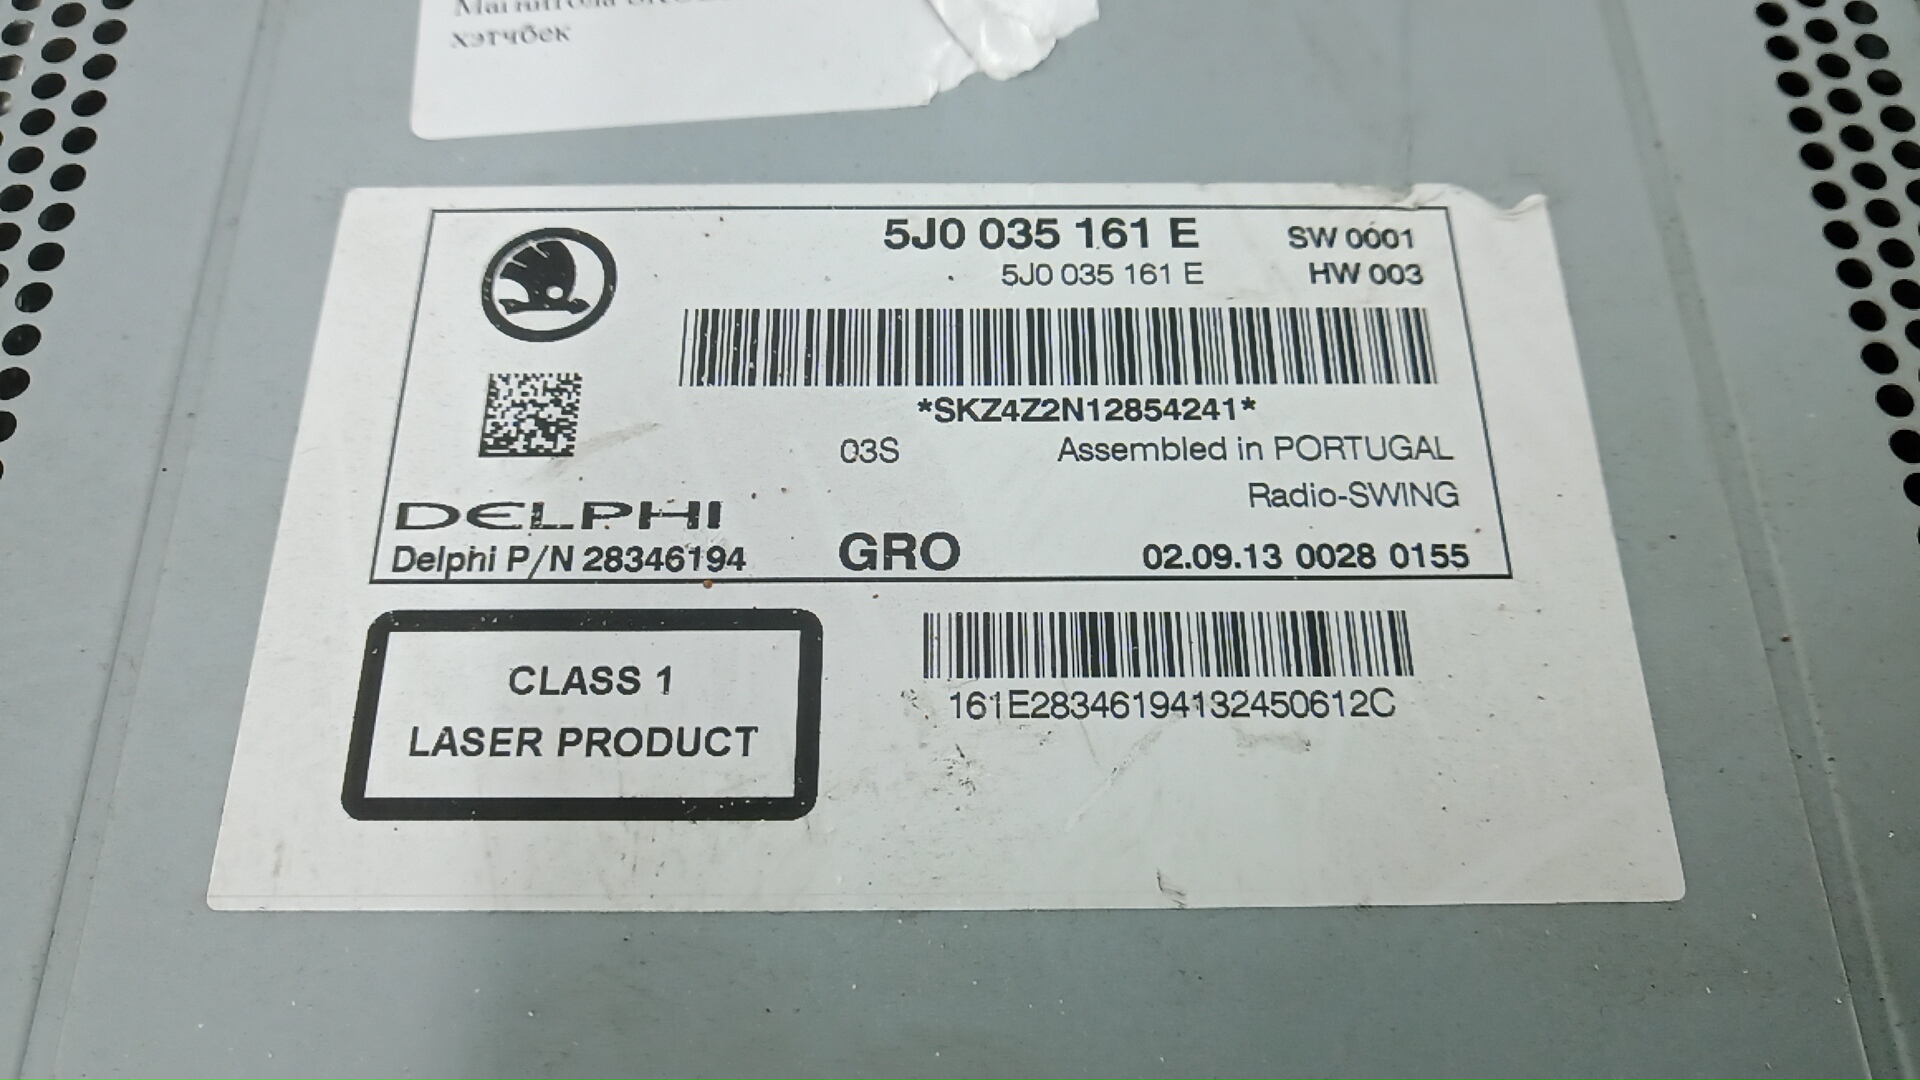 Магнитола
хэтчбек
5J0 035 161 E SW 0001
5J0 035 161 E HW 003
*SKZ4Z2N12854241*
03S Assembled in PORTUGAL
Radio-SWING
DELPHI
Delphi P/N 28346194 GRO 02.09.13 0028 0155
CLASS 1
LASER PRODUCT
161E28346194132450612C